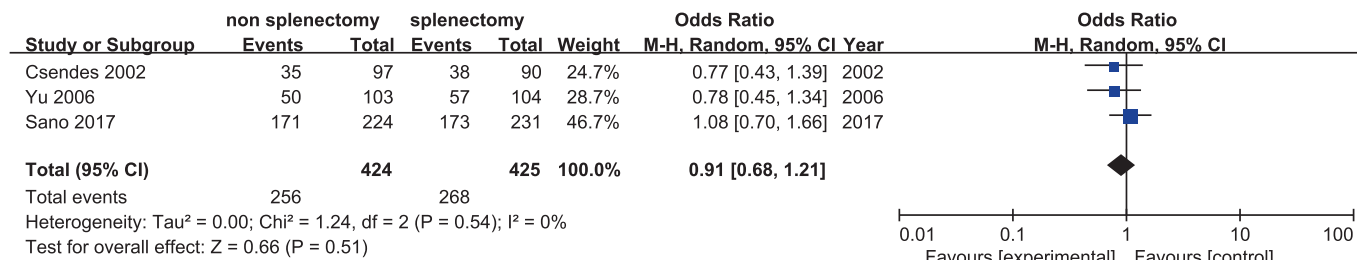 non splenectomy splenectomy Odds Ratio Odds Ratio
Study or Subgroup Events Total Events Total Weight M-H, Random, 95% CI Year M-H, Random, 95% CI
Csendes 2002 35 97 38 90 24.7% 0.77 [0.43, 1.39] 2002
Yu 2006 50 103 57 104 28.7% 0.78 [0.45, 1.34] 2006
Sano 2017 171 224 173 231 46.7% 1.08 [0.70, 1.66] 2017
Total (95% CI) 424 425 100.0% 0.91 [0.68, 1.21]
Total events 256 268
Heterogeneity: Tau² = 0.00; Chi² = 1.24, df = 2 (P = 0.54); I² = 0%
Test for overall effect: Z = 0.66 (P = 0.51)
0.01 0.1 1 10 100
Favours [experimental] Favours [control]